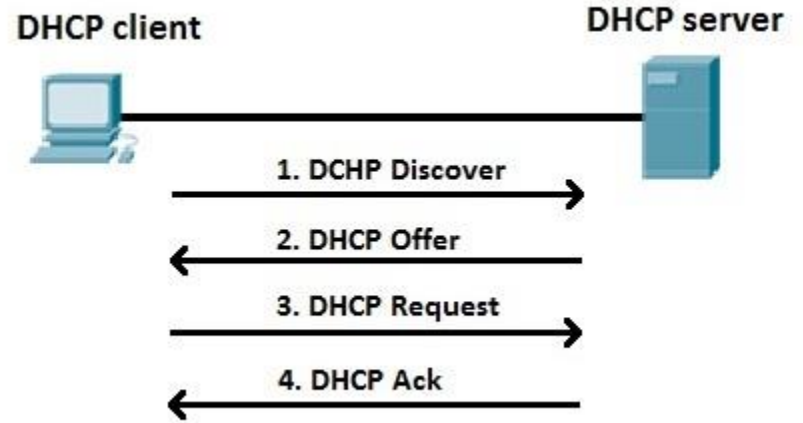 DHCP client
DHCP server
1. DCHP Discover
2. DHCP Offer
3. DHCP Request
4. DHCP Ack